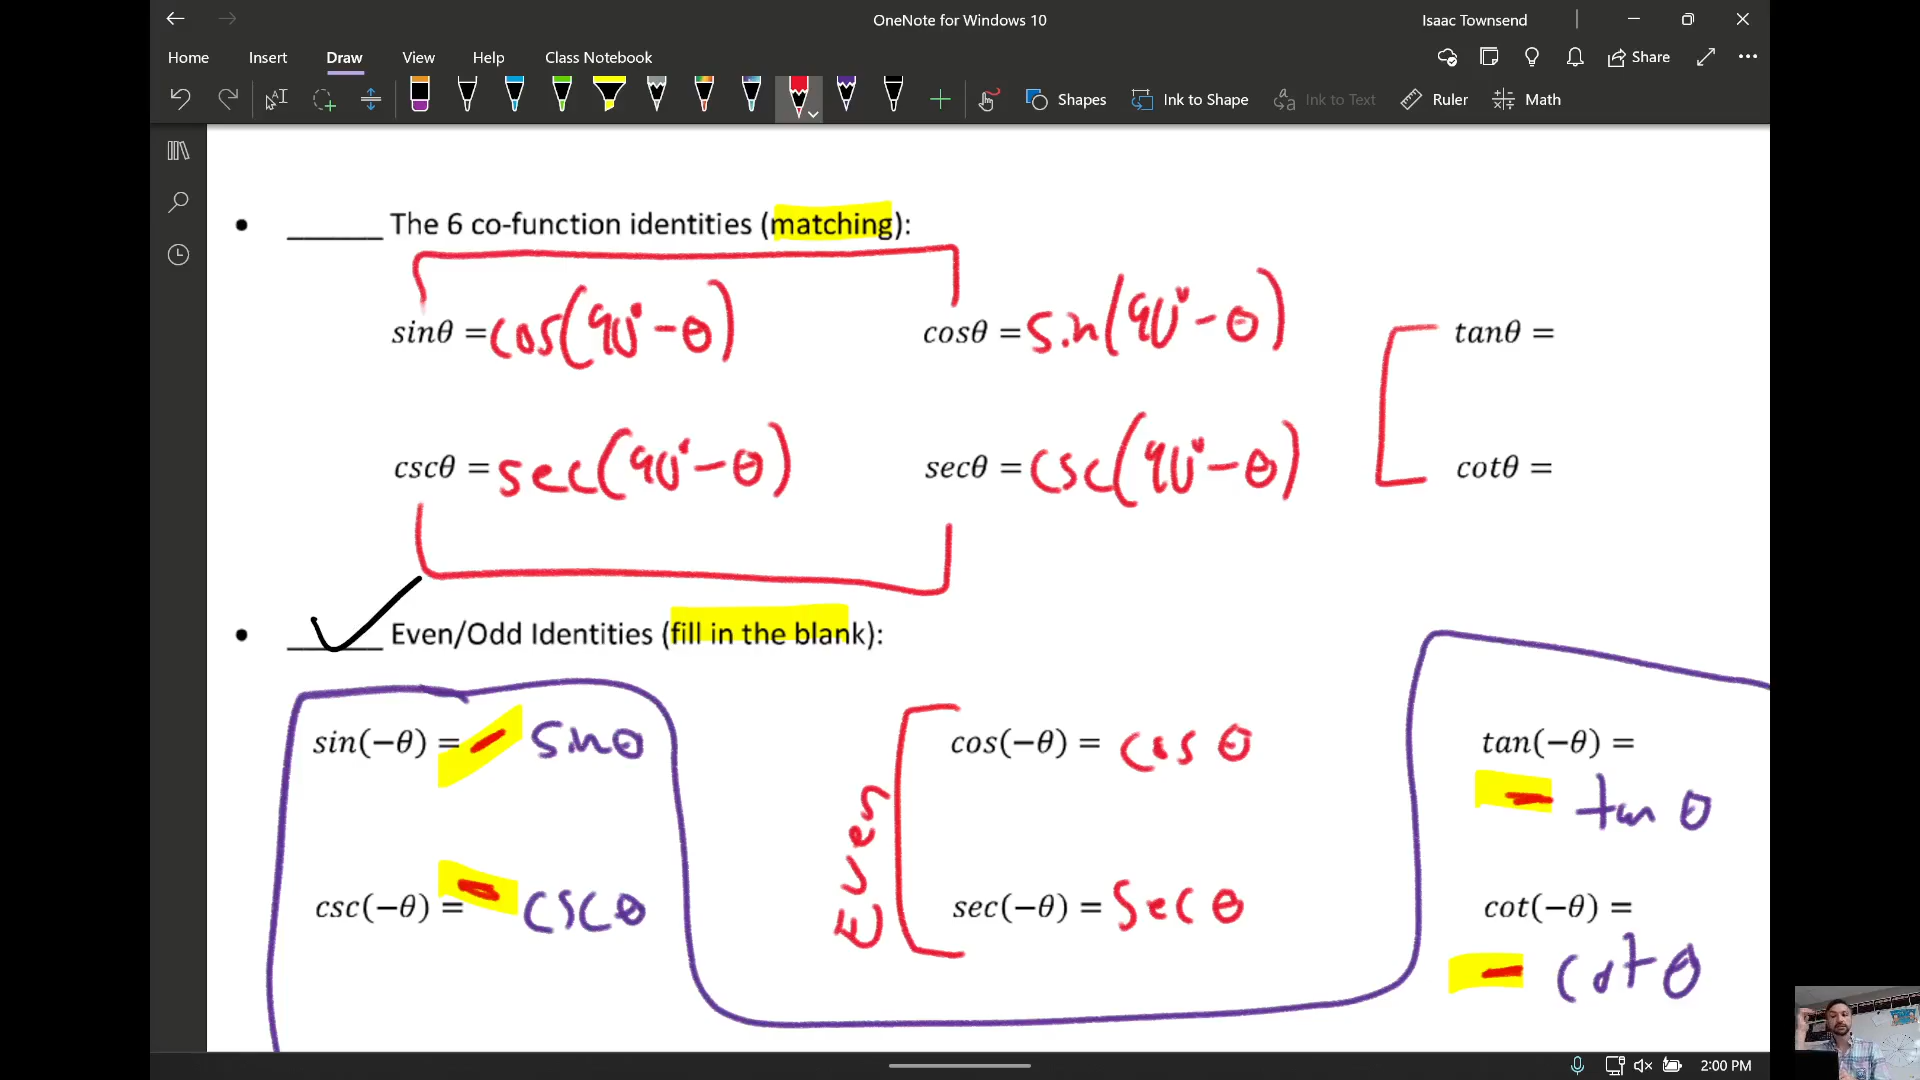 OneNote for Windows 10
Isaac Townsend
Home Insert Draw View Help Class Notebook
Share
Shapes Ink to Shape Ink to Text Ruler Math
• ______ The 6 co-function identities (matching):
sinθ = cos(90°-θ) cosθ = sin(90°-θ) tanθ =
cscθ = sec(90°-θ) secθ = csc(90°-θ) cotθ =
• ______ Even/Odd Identities (fill in the blank):
sin(−θ) = - sinθ cos(−θ) = cos θ tan(−θ) =
- tan θ
Even
csc(−θ) = - cscθ sec(−θ) = Sec θ cot(−θ) =
- cot θ
2:00 PM